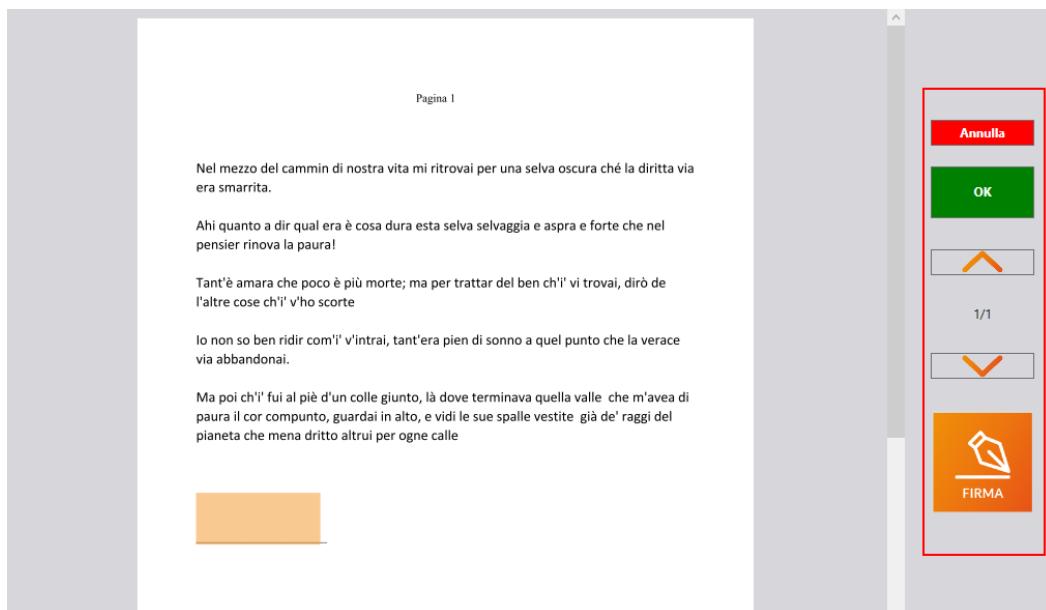 Pagina 1
Nel mezzo del cammin di nostra vita mi ritrovai per una selva oscura ché la diritta via
era smarrita.
Ahi quanto a dir qual era è cosa dura esta selva selvaggia e aspra e forte che nel
pensier rinova la paura!
Tant'è amara che poco è più morte; ma per trattar del ben ch'i' vi trovai, dirò de
l'altre cose ch'i' v'ho scorte
Io non so ben ridir com'i' v'intrai, tant'era pien di sonno a quel punto che la verace
via abbandonai.
Ma poi ch'i' fui al piè d'un colle giunto, là dove terminava quella valle  che m'avea di
paura il cor compunto, guardai in alto, e vidi le sue spalle vestite  già de' raggi del
pianeta che mena dritto altrui per ogne calle
Annulla
OK
1/1
FIRMA